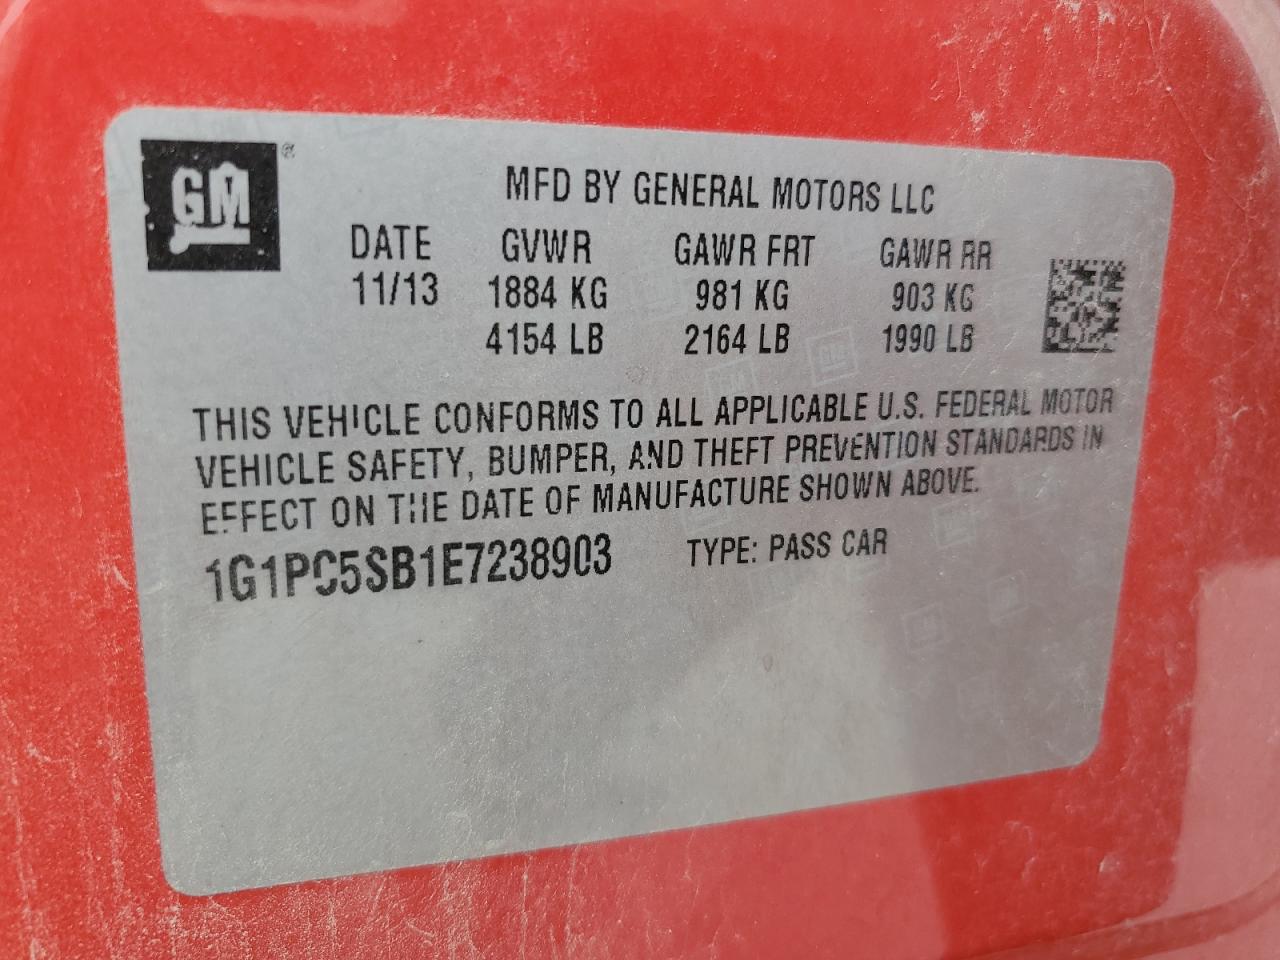 GM ®
MFD BY GENERAL MOTORS LLC
DATE GVWR GAWR FRT GAWR RR
11/13 1884 KG 981 KG 903 KG
4154 LB 2164 LB 1990 LB
THIS VEHICLE CONFORMS TO ALL APPLICABLE U.S. FEDERAL MOTOR
VEHICLE SAFETY, BUMPER, AND THEFT PREVENTION STANDARDS IN
EFFECT ON THE DATE OF MANUFACTURE SHOWN ABOVE.
1G1PC5SB1E7238903 TYPE: PASS CAR